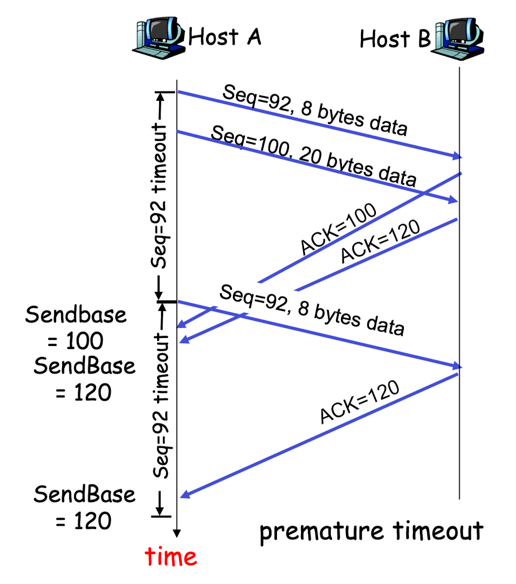 Host A
Host B
Seq=92, 8 bytes data
Seq=100, 20 bytes data
Seq=92 timeout
ACK=100
ACK=120
Seq=92, 8 bytes data
Sendbase
= 100
SendBase
= 120
Seq=92 timeout
ACK=120
SendBase
= 120
premature timeout
time